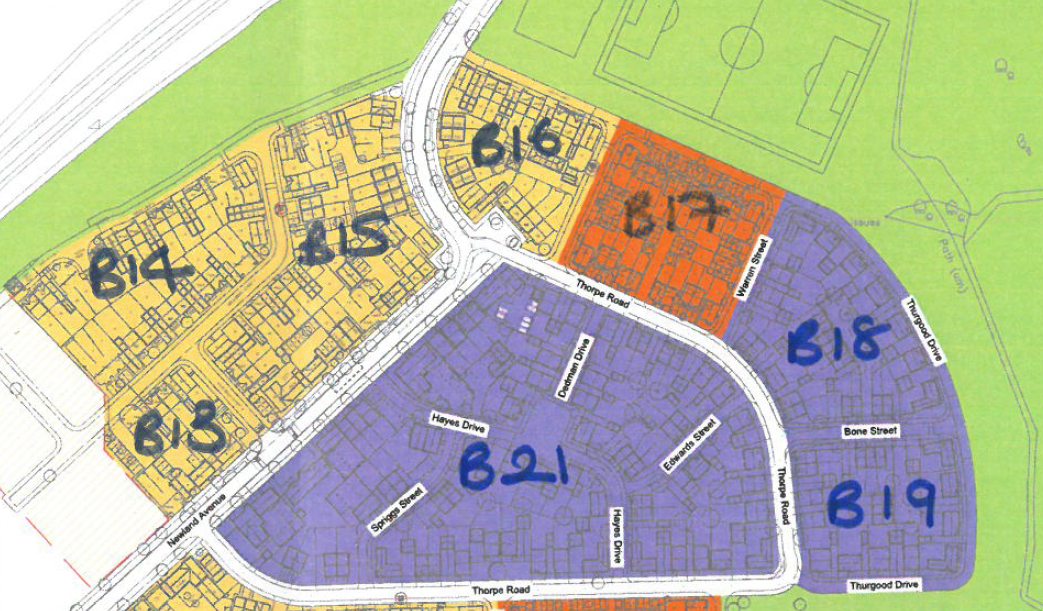 B16
B17
B15
B14
Warren Street
Thorpe Road
Thurgood Drive
B18
Dedman Drive
B13
Hayes Drive
Edwards Street
Bone Street
B21
Spriggs Street
Thorpe Road
B19
Newland Avenue
Hayes Drive
Thorpe Road
Thurgood Drive
Path (um)